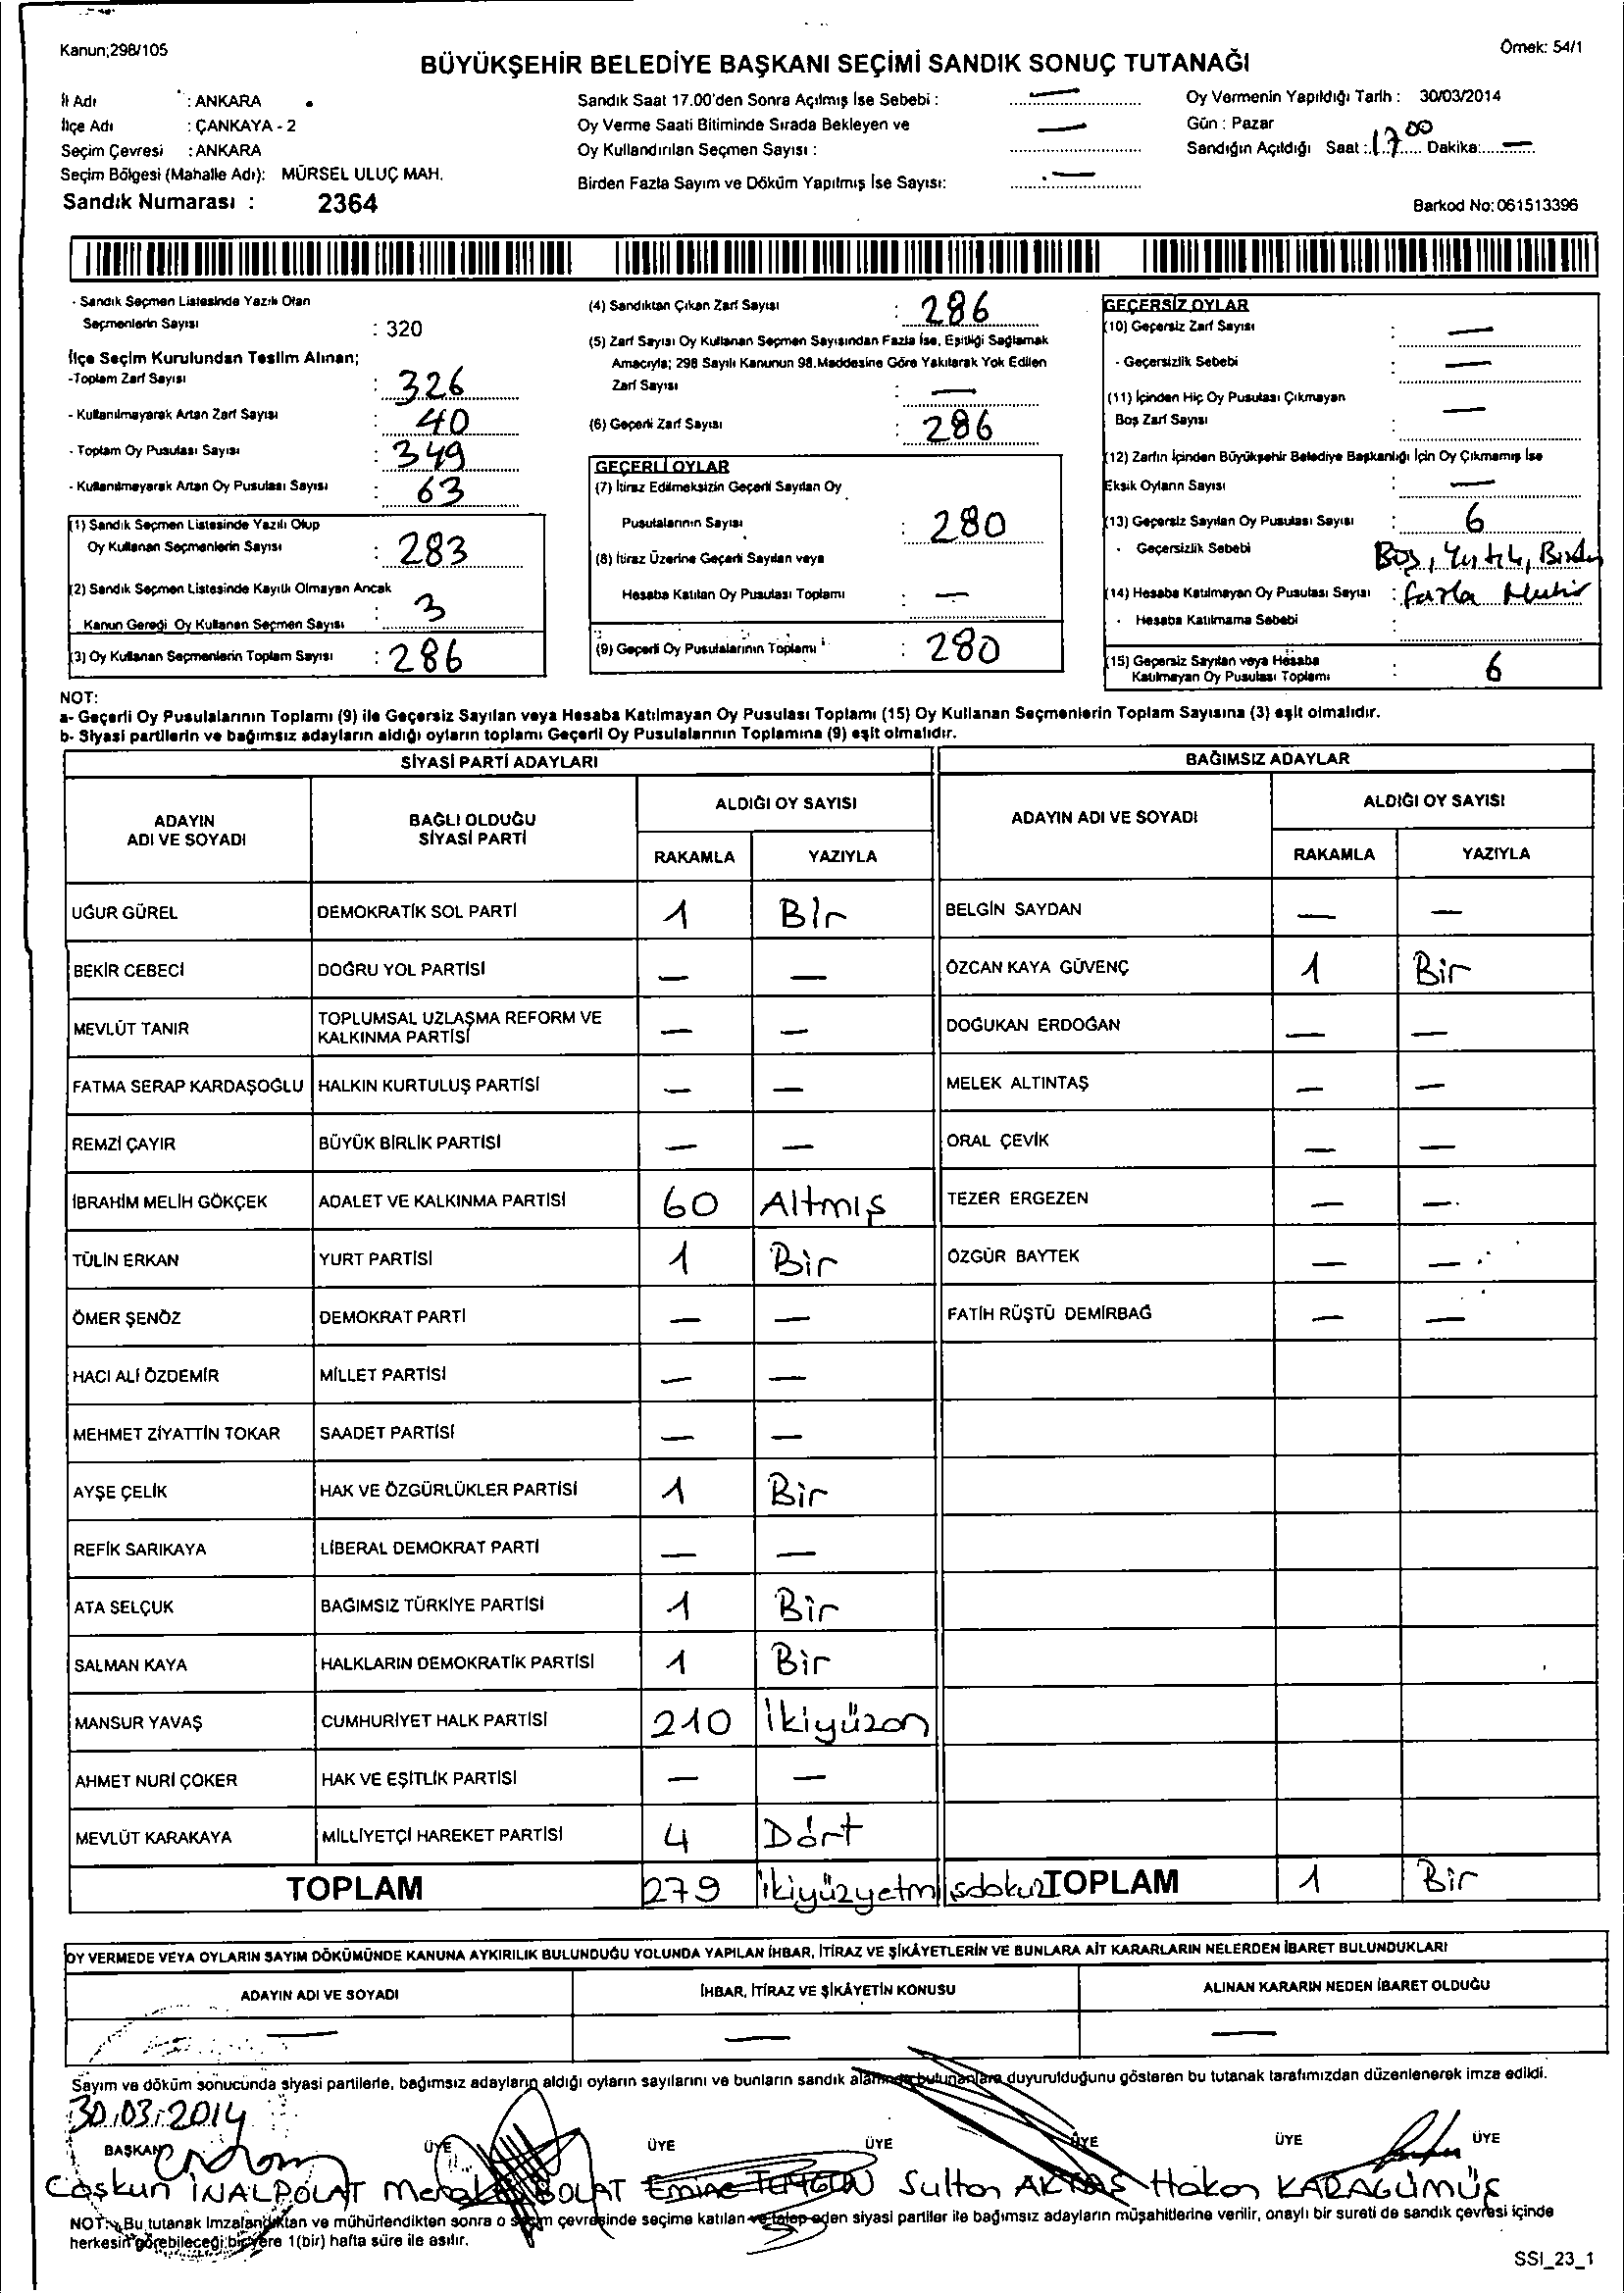 Kanun;298/105
Örnek: 54/1
BÜYÜKŞEHİR BELEDİYE BAŞKANI SEÇİMİ SANDIK SONUÇ TUTANAĞI
İl Adı : ANKARA
İlçe Adı : ÇANKAYA - 2
Seçim Çevresi : ANKARA
Seçim Bölgesi (Mahalle Adı): MÜRSEL ULUÇ MAH.
Sandık Numarası : 2364
Sandık Saat 17.00'den Sonra Açılmış İse Sebebi : —
Oy Verme Saati Bitiminde Sırada Bekleyen ve
Oy Kullandırılan Seçmen Sayısı : —
Birden Fazla Sayım ve Döküm Yapılmış İse Sayısı: —
Oy Vermenin Yapıldığı Tarih : 30/03/2014
Gün : Pazar
Sandığın Açıldığı Saat : 17 00 Dakika: —
Barkod No: 061513396
- Sandık Seçmen Listesinde Yazılı Olan
Seçmenlerin Sayısı : 320
İlçe Seçim Kurulundan Teslim Alınan;
-Toplam Zarf Sayısı : 326
- Kullanılmayarak Artan Zarf Sayısı : 40
- Toplam Oy Pusulası Sayısı : 349
- Kullanılmayarak Artan Oy Pusulası Sayısı : 63
(1) Sandık Seçmen Listesinde Yazılı Olup
Oy Kullanan Seçmenlerin Sayısı : 283
(2) Sandık Seçmen Listesinde Kayıtlı Olmayan Ancak
Kanun Gereği Oy Kullanan Seçmen Sayısı : 3
(3) Oy Kullanan Seçmenlerin Toplam Sayısı : 286
(4) Sandıktan Çıkan Zarf Sayısı : 286
(5) Zarf Sayısı Oy Kullanan Seçmen Sayısından Fazla İse, Eşitliği Sağlamak
Amacıyla; 298 Sayılı Kanunun 98.Maddesine Göre Yakılarak Yok Edilen
Zarf Sayısı : —
(6) Geçerli Zarf Sayısı : 286
GEÇERLİ OYLAR
(7) İtiraz Edilmeksizin Geçerli Sayılan Oy
Pusulalarının Sayısı : 280
(8) İtiraz Üzerine Geçerli Sayılan veya
Hesaba Katılan Oy Pusulası Toplamı : —
(9) Geçerli Oy Pusulalarının Toplamı : 280
GEÇERSİZ OYLAR
(10) Geçersiz Zarf Sayısı : —
- Geçersizlik Sebebi : —
(11) İçinden Hiç Oy Pusulası Çıkmayan
Boş Zarf Sayısı : —
(12) Zarfın İçinden Büyükşehir Belediye Başkanlığı İçin Oy Çıkmamış İse
Eksik Oyların Sayısı : —
(13) Geçersiz Sayılan Oy Pusulası Sayısı : 6
- Geçersizlik Sebebi Boş, Yırtık, Birden
(14) Hesaba Katılmayan Oy Pusulası Sayısı : fazla Mühür
- Hesaba Katılmama Sebebi :
(15) Geçersiz Sayılan veya Hesaba
Katılmayan Oy Pusulası Toplamı : 6
NOT:
a- Geçerli Oy Pusulalarının Toplamı (9) ile Geçersiz Sayılan veya Hesaba Katılmayan Oy Pusulası Toplamı (15) Oy Kullanan Seçmenlerin Toplam Sayısına (3) eşit olmalıdır.
b- Siyasi partilerin ve bağımsız adayların aldığı oyların toplamı Geçerli Oy Pusulalarının Toplamına (9) eşit olmalıdır.
SİYASİ PARTİ ADAYLARI
ADAYIN ADI VE SOYADI
BAĞLI OLDUĞU SİYASİ PARTİ
ALDIĞI OY SAYISI
RAKAMLA YAZIYLA
UĞUR GÜREL DEMOKRATİK SOL PARTİ 1 Bir
BEKİR CEBECİ DOĞRU YOL PARTİSİ — —
MEVLÜT TANIR TOPLUMSAL UZLAŞMA REFORM VE KALKINMA PARTİSİ — —
FATMA SERAP KARDAŞOĞLU HALKIN KURTULUŞ PARTİSİ — —
REMZİ ÇAYIR BÜYÜK BİRLİK PARTİSİ — —
İBRAHİM MELİH GÖKÇEK ADALET VE KALKINMA PARTİSİ 60 Altmış
TÜLİN ERKAN YURT PARTİSİ 1 Bir
ÖMER ŞENÖZ DEMOKRAT PARTİ — —
HACI ALİ ÖZDEMİR MİLLET PARTİSİ — —
MEHMET ZİYATTİN TOKAR SAADET PARTİSİ — —
AYŞE ÇELİK HAK VE ÖZGÜRLÜKLER PARTİSİ 1 Bir
REFİK SARIKAYA LİBERAL DEMOKRAT PARTİ — —
ATA SELÇUK BAĞIMSIZ TÜRKİYE PARTİSİ 1 Bir
SALMAN KAYA HALKLARIN DEMOKRATİK PARTİSİ 1 Bir
MANSUR YAVAŞ CUMHURİYET HALK PARTİSİ 210 İkiyüzon
AHMET NURİ ÇOKER HAK VE EŞİTLİK PARTİSİ — —
MEVLÜT KARAKAYA MİLLİYETÇİ HAREKET PARTİSİ 4 Dört
TOPLAM 279 ikiyüzyetmişdokuz
BAĞIMSIZ ADAYLAR
ADAYIN ADI VE SOYADI
ALDIĞI OY SAYISI
RAKAMLA YAZIYLA
BELGİN SAYDAN — —
ÖZCAN KAYA GÜVENÇ 1 Bir
DOĞUKAN ERDOĞAN — —
MELEK ALTINTAŞ — —
ORAL ÇEVİK — —
TEZER ERGEZEN — —
ÖZGÜR BAYTEK — —
FATİH RÜŞTÜ DEMİRBAĞ — —
TOPLAM 1 Bir
OY VERMEDE VEYA OYLARIN SAYIM DÖKÜMÜNDE KANUNA AYKIRILIK BULUNDUĞU YOLUNDA YAPILAN İHBAR, İTİRAZ VE ŞİKÂYETLERİN VE BUNLARA AİT KARARLARIN NELERDEN İBARET BULUNDUKLARI
ADAYIN ADI VE SOYADI İHBAR, İTİRAZ VE ŞİKÂYETİN KONUSU ALINAN KARARIN NEDEN İBARET OLDUĞU
— — —
Sayım ve döküm sonucunda siyasi partilerle, bağımsız adayların aldığı oyların sayılarını ve bunların sandık alanında bulunanlara duyurulduğunu gösteren bu tutanak tarafımızdan düzenlenerek imza edildi.
30.03.2014
BAŞKAN ÜYE ÜYE ÜYE ÜYE ÜYE ÜYE
Coşkun İNALPOLAT BOLAT Emine Sultan AKTAŞ Hakan KARAGÜMÜŞ
NOT: Bu tutanak imzalandıktan ve mühürlendikten sonra o seçim çevresinde seçime katılan ve talep eden siyasi partiler ile bağımsız adayların müşahitlerine verilir, onaylı bir sureti de sandık çevresi içinde
herkesin görebileceği bir yere 1(bir) hafta süre ile asılır.
SSI_23_1